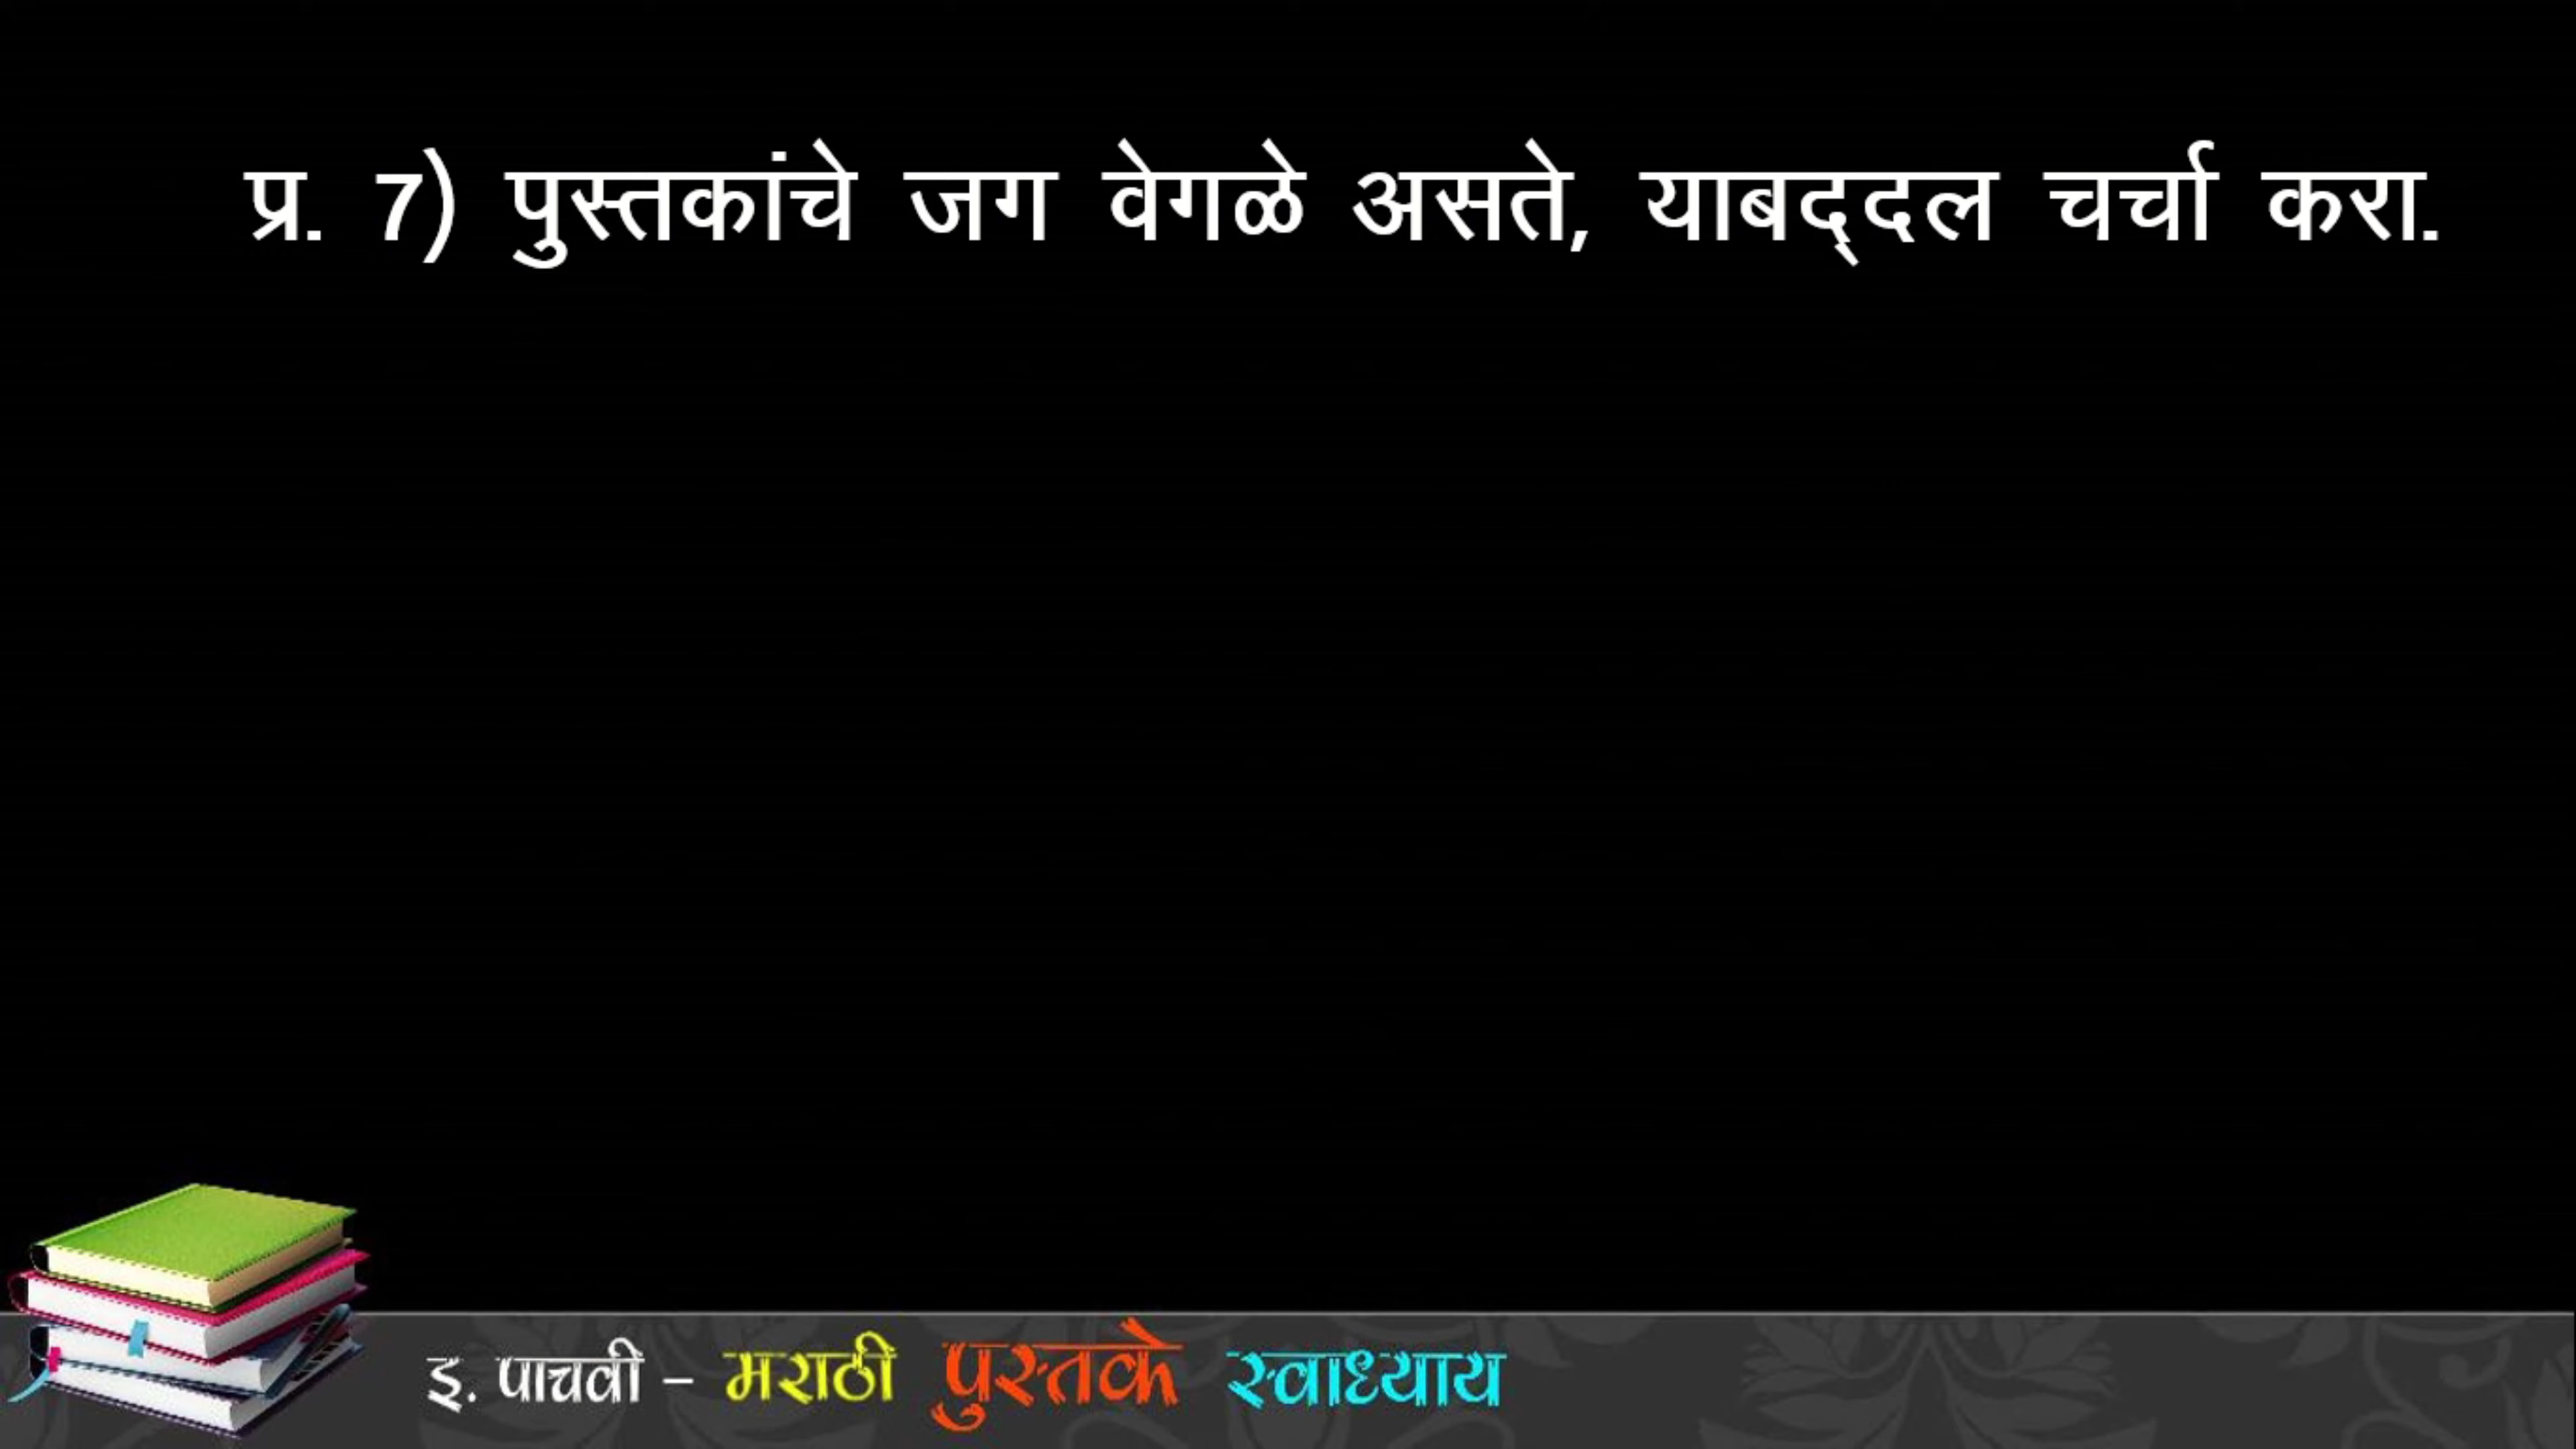 प्र. 7) पुस्तकांचे जग वेगळे असते, याबद्‌दल चर्चा करा.
इ. पाचवी – मराठी पुस्तके स्वाध्याय